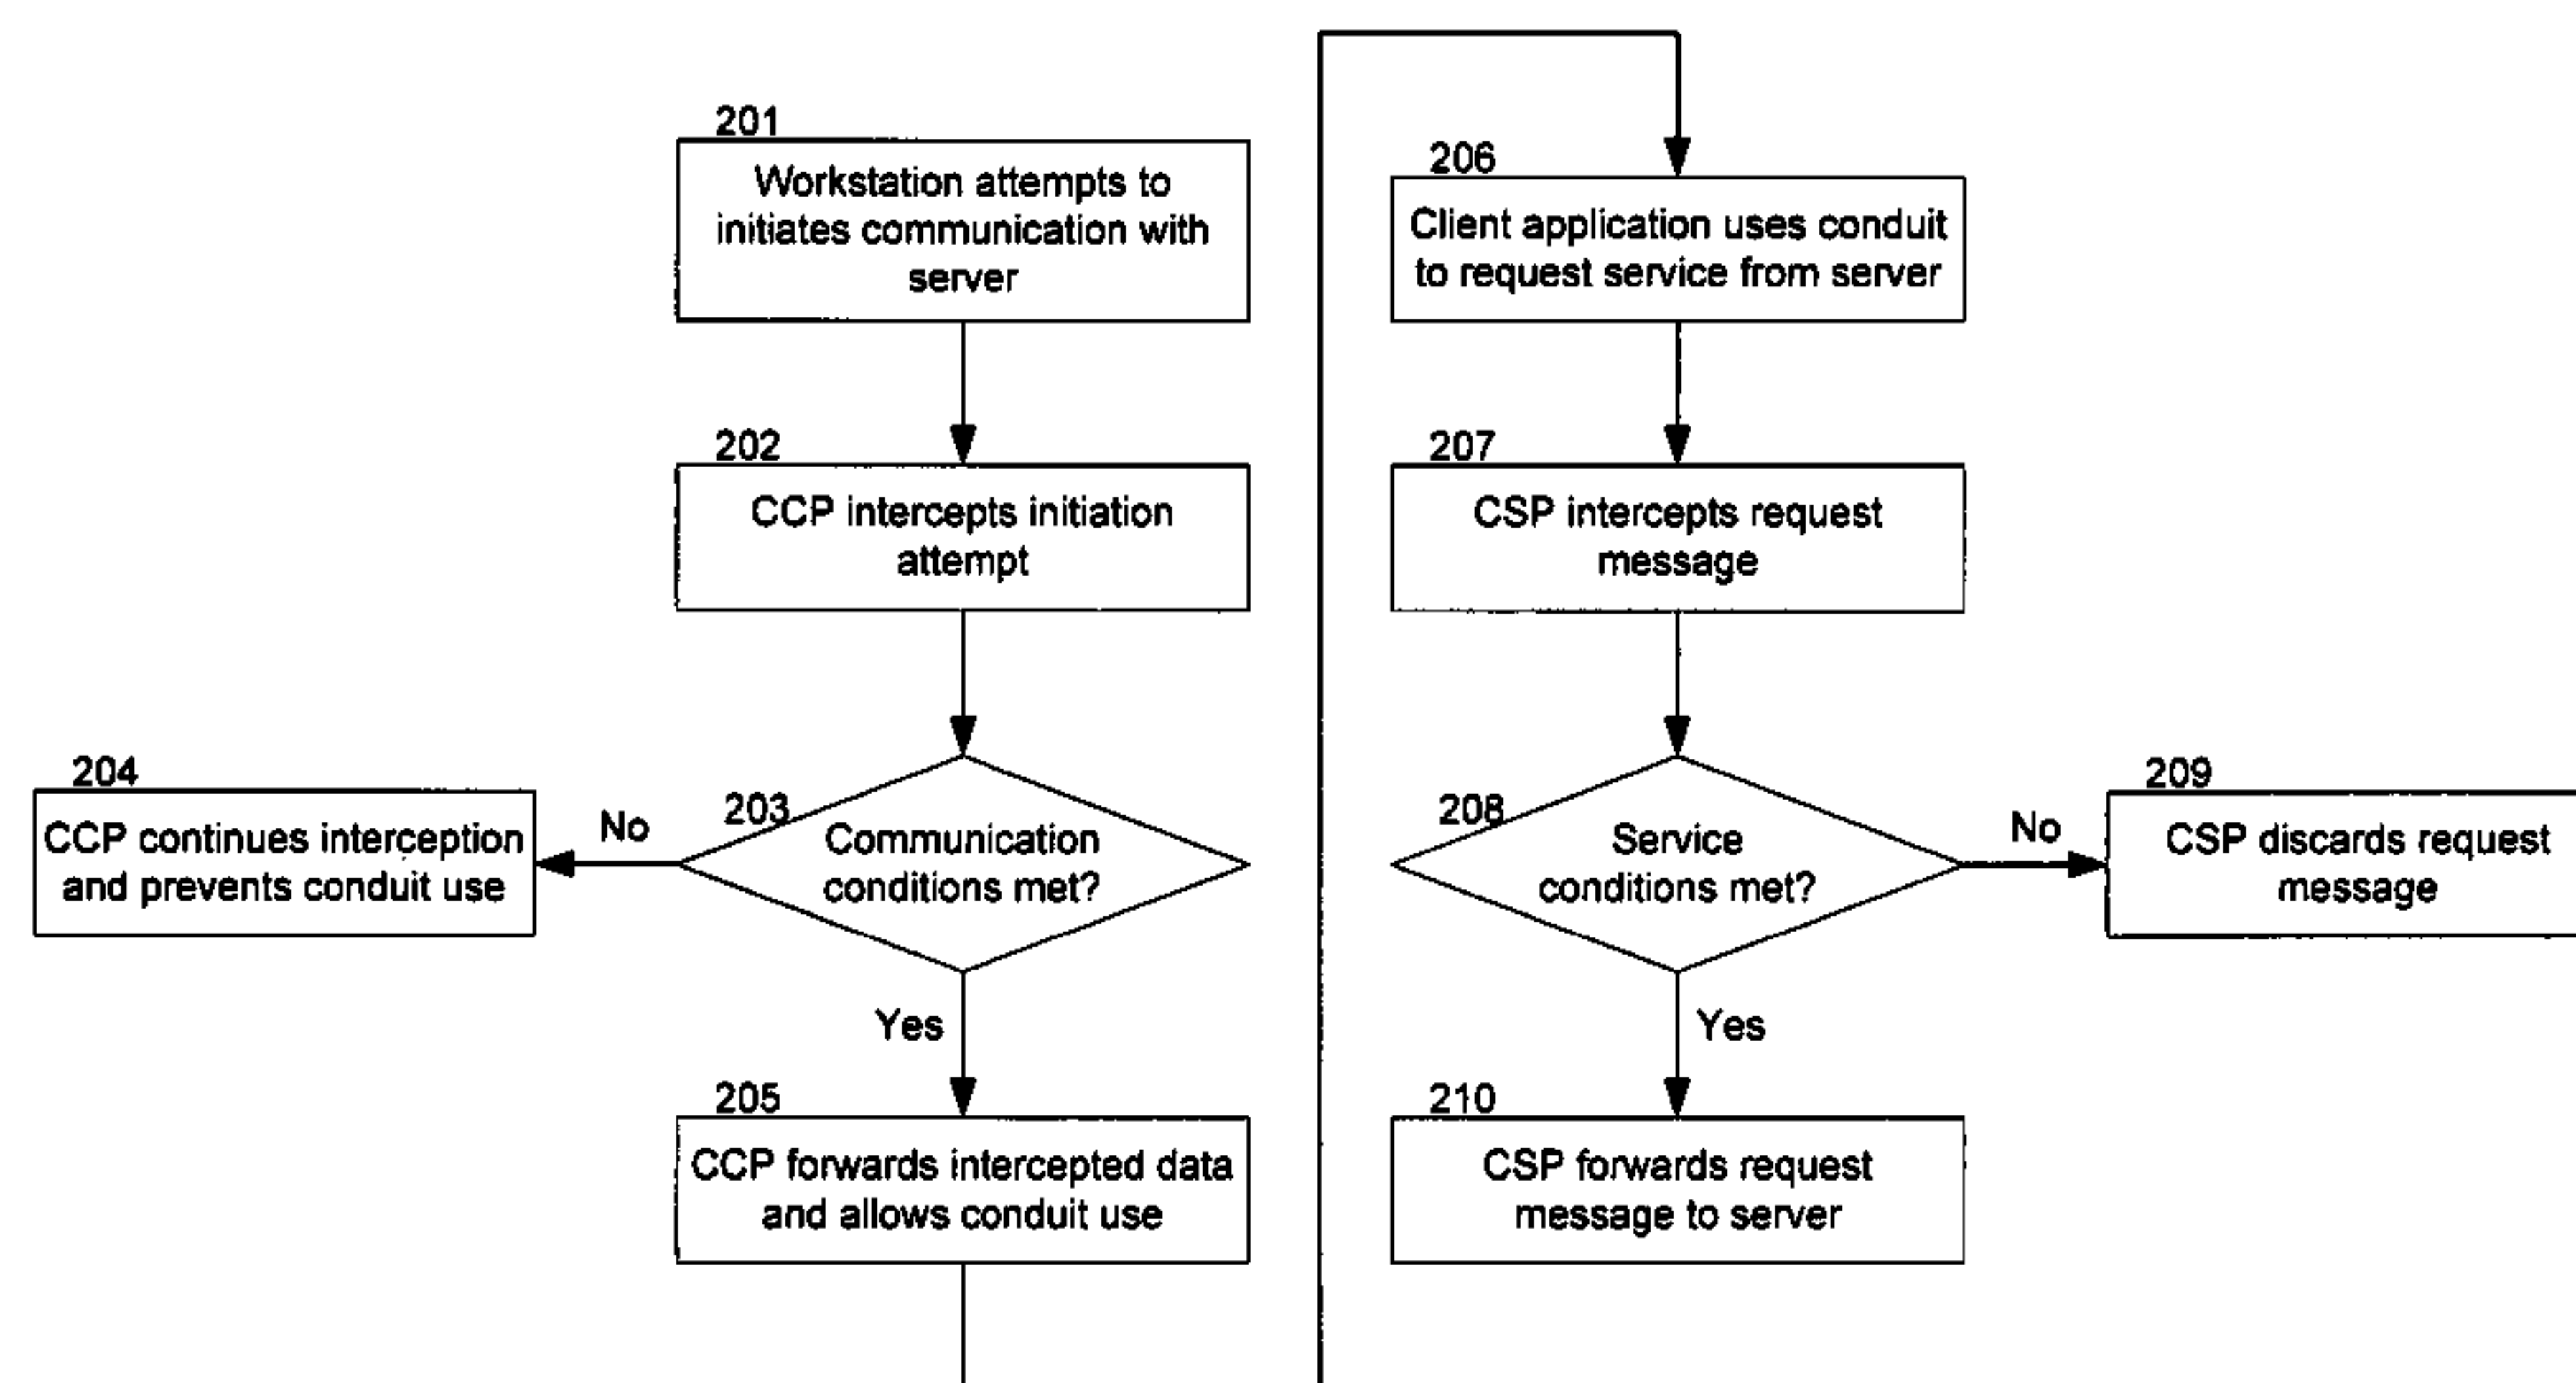 201
Workstation attempts to
initiates communication with
server
202
CCP intercepts initiation
attempt
203
Communication
conditions met?
No
204
CCP continues interception
and prevents conduit use
Yes
205
CCP forwards intercepted data
and allows conduit use
206
Client application uses conduit
to request service from server
207
CSP intercepts request
message
208
Service
conditions met?
No
209
CSP discards request
message
Yes
210
CSP forwards request
message to server